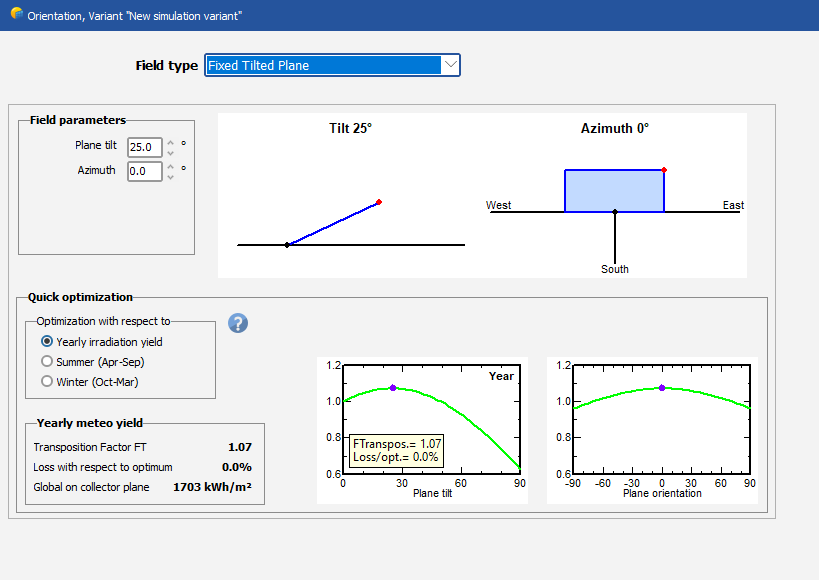 Orientation, Variant "New simulation variant"
Field type Fixed Tilted Plane
Field parameters
Plane tilt 25.0 °
Azimuth 0.0 °
Tilt 25°
Azimuth 0°
West
East
South
Quick optimization
Optimization with respect to
Yearly irradiation yield
Summer (Apr-Sep)
Winter (Oct-Mar)
?
Yearly meteo yield
Transposition Factor FT 1.07
Loss with respect to optimum 0.0%
Global on collector plane 1703 kWh/m²
Year
1.2
1.0
0.8
0.6
FTranspos.= 1.07
Loss/opt.= 0.0%
0 30 60 90
Plane tilt
1.2
1.0
0.8
0.6
-90 -60 -30 0 30 60 90
Plane orientation